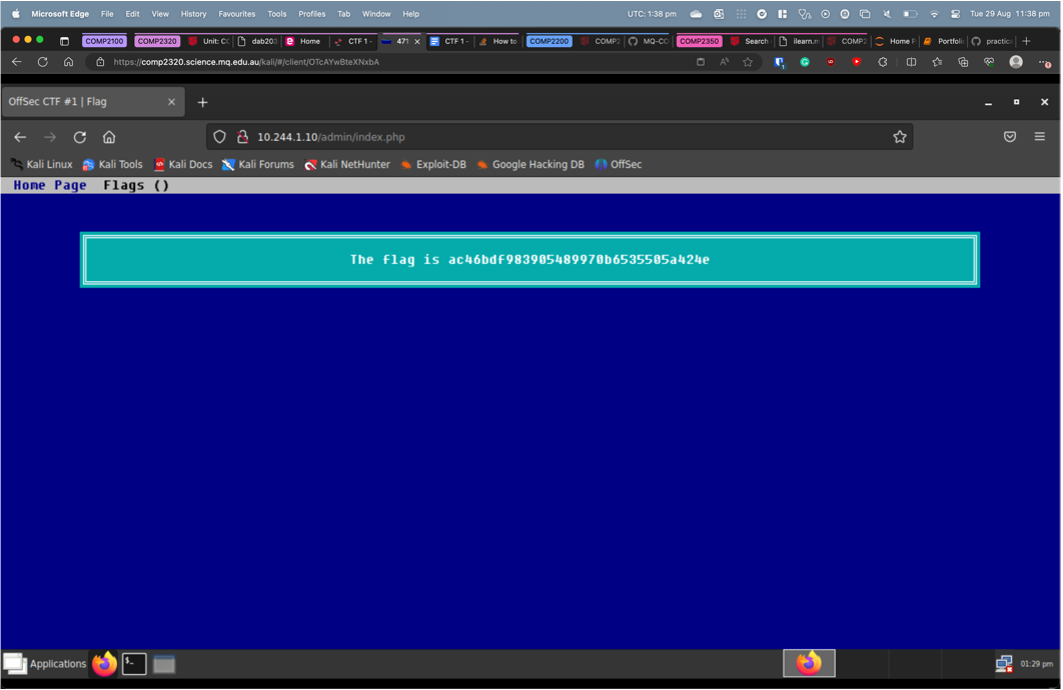 Microsoft Edge File Edit View History Favourites Tools Profiles Tab Window Help UTC: 1:38 pm Tue 29 Aug 11:38 pm
COMP2100 COMP2320 Unit: CO dab203 Home CTF 1 - 471 CTF 1 - How to COMP2200 COMP2 MQ-CO COMP2350 Search ilearn.m COMP2 Home P Portfoli practic
https://comp2320.science.mq.edu.au/kali/#/client/OTcAYwBteXNxbA
OffSec CTF #1 | Flag
10.244.1.10/admin/index.php
Kali Linux Kali Tools Kali Docs Kali Forums Kali NetHunter Exploit-DB Google Hacking DB OffSec
Home Page Flags ()
The flag is ac46bdf983905489970b6535505a424e
Applications 01:29 pm